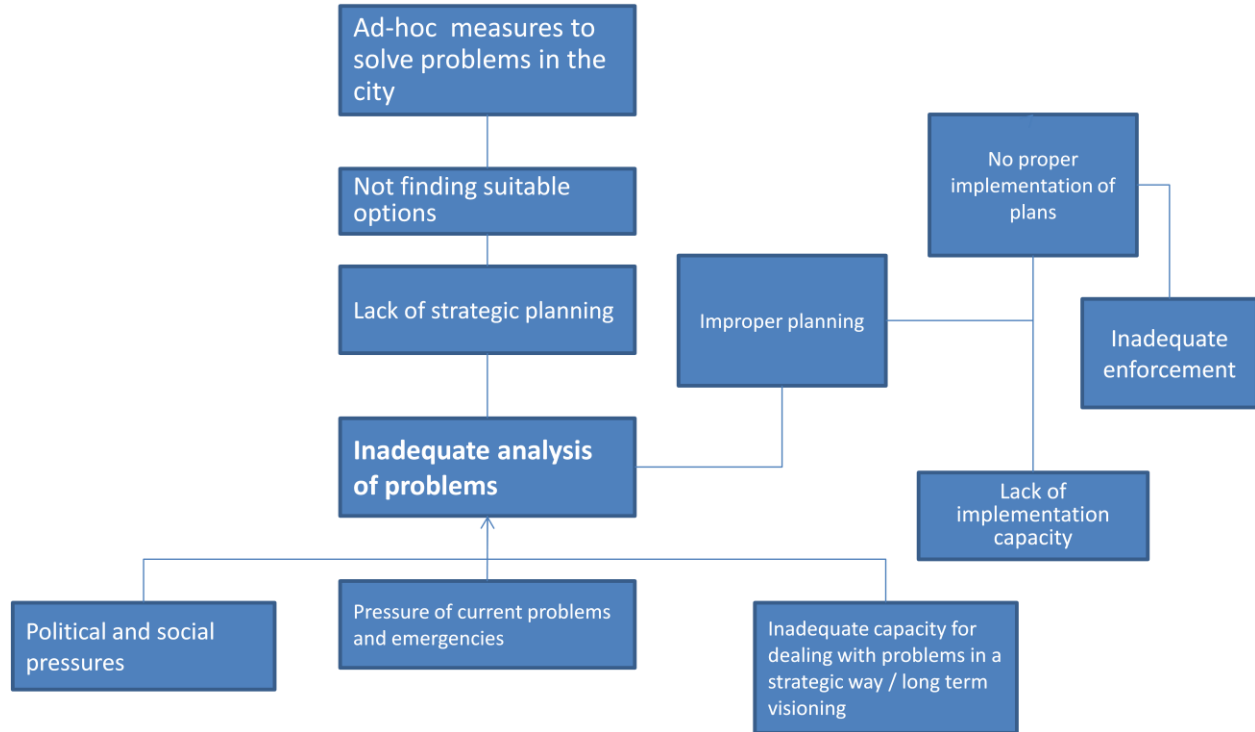 Ad-hoc  measures to
solve problems in the
city
Not finding suitable
options
Lack of strategic planning
Inadequate analysis
of problems
Improper planning
No proper
implementation of
plans
Inadequate
enforcement
Lack of
implementation
capacity
Political and social
pressures
Pressure of current problems
and emergencies
Inadequate capacity for
dealing with problems in a
strategic way / long term
visioning